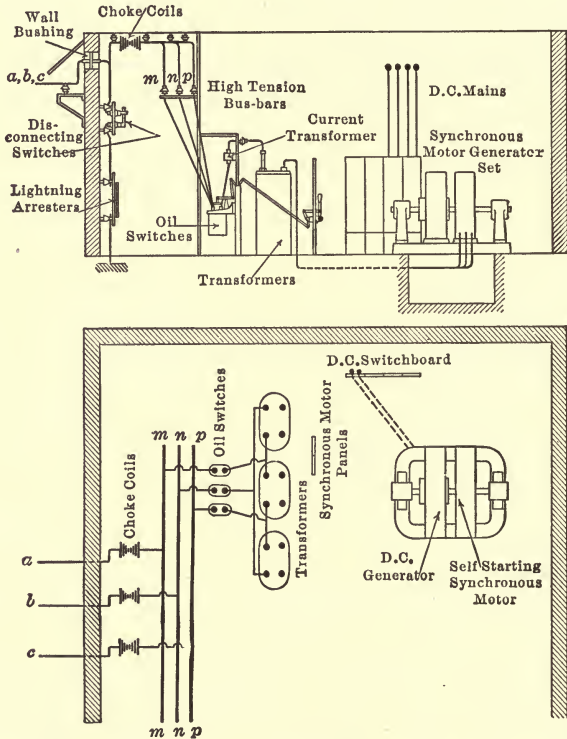 Wall
Bushing
Choke Coils
a, b, c
m n p
High Tension
Bus-bars
D.C. Mains
Current
Transformer
Dis-
connecting
Switches
Synchronous
Motor Generator
Set
Lightning
Arresters
Oil
Switches
Transformers
D.C. Switchboard
m n p
Oil Switches
Synchronous Motor
Panels
Choke Coils
Transformers
a
D.C.
Generator
Self Starting
Synchronous
Motor
b
c
m n p